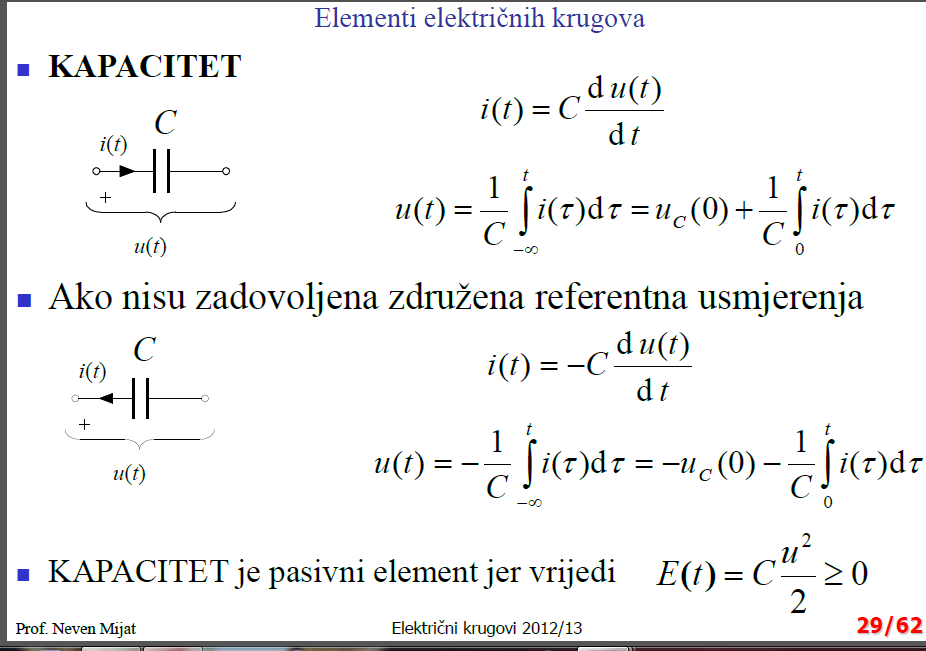 Elementi električnih krugova
KAPACITET
C
i(t)
+
u(t)
i(t) = C d u(t) / d t
u(t) = 1/C ∫_{-∞}^{t} i(τ)dτ = u_C(0) + 1/C ∫_{0}^{t} i(τ)dτ
Ako nisu zadovoljena združena referentna usmjerenja
C
i(t)
+
u(t)
i(t) = −C d u(t) / d t
u(t) = − 1/C ∫_{-∞}^{t} i(τ)dτ = −u_C(0) − 1/C ∫_{0}^{t} i(τ)dτ
KAPACITET je pasivni element jer vrijedi E(t) = C u²/2 ≥ 0
Prof. Neven Mijat
Električni krugovi 2012/13
29/62